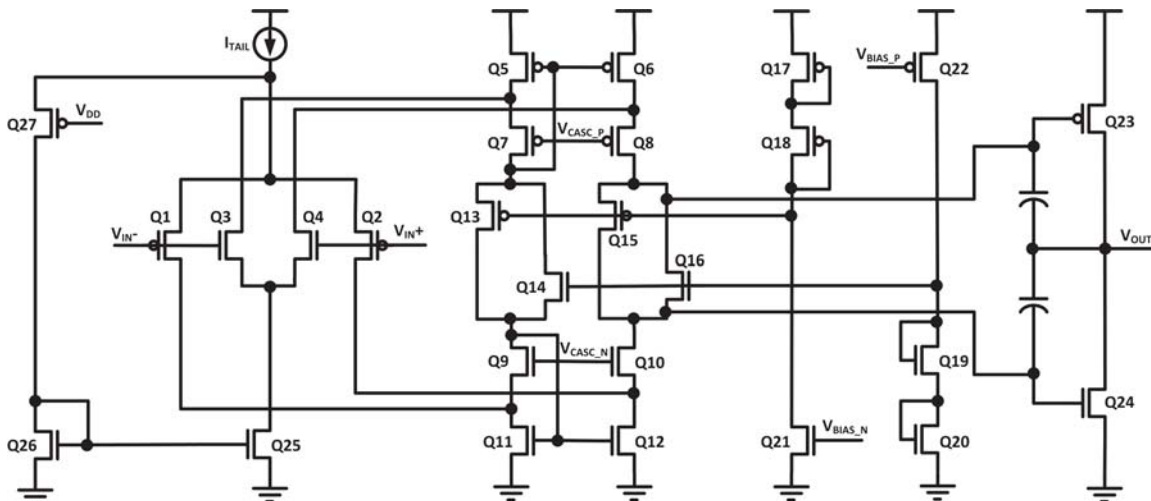 I_TAIL
Q5
Q6
Q17
V_BIAS_P
Q22
V_DD
Q27
Q7
V_CASC_P
Q8
Q18
Q23
Q1
Q3
Q4
Q2
Q13
V_IN-
V_IN+
Q15
V_OUT
Q14
Q16
Q9
V_CASC_N
Q10
Q19
Q24
Q26
Q25
Q11
Q12
Q21
V_BIAS_N
Q20